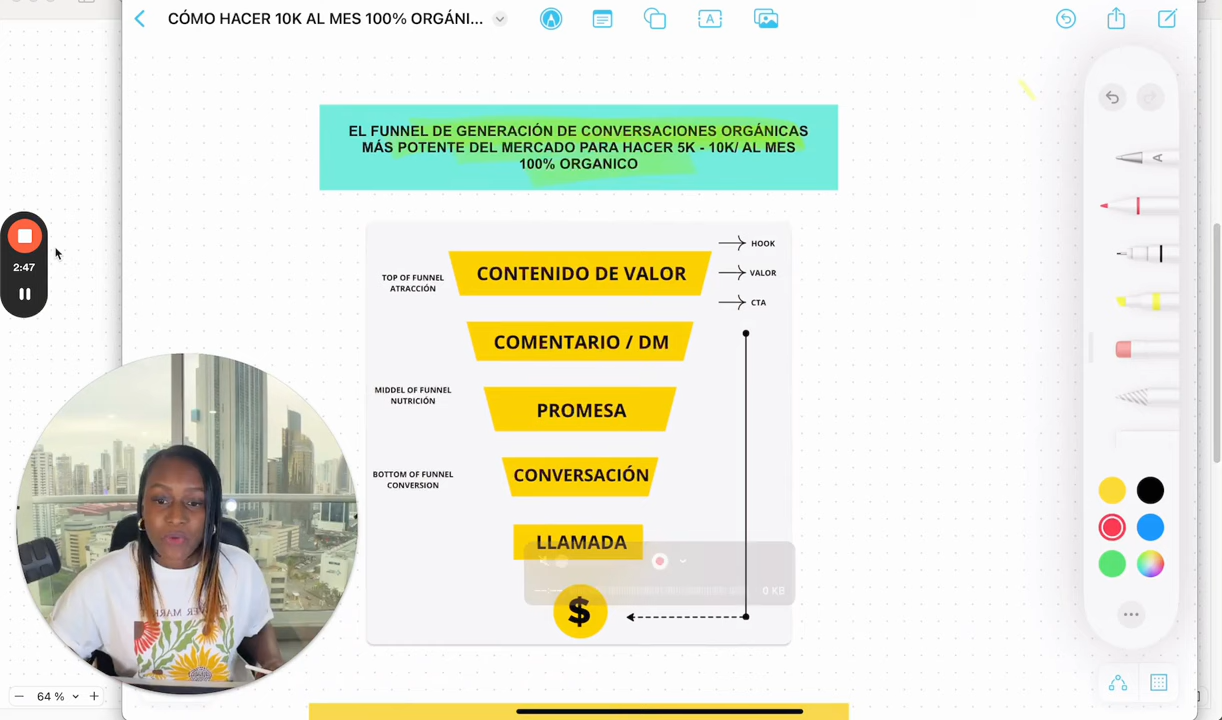 CÓMO HACER 10K AL MES 100% ORGÁNI...
A
A
EL FUNNEL DE GENERACIÓN DE CONVERSACIONES ORGÁNICAS
MÁS POTENTE DEL MERCADO PARA HACER 5K - 10K/ AL MES
100% ORGANICO
HOOK
CONTENIDO DE VALOR
TOP OF FUNNEL
ATRACCIÓN
VALOR
CTA
2:47
COMENTARIO / DM
MIDDEL OF FUNNEL
NUTRICIÓN
PROMESA
BOTTOM OF FUNNEL
CONVERSION
CONVERSACIÓN
LLAMADA
0 KB
$
64 %